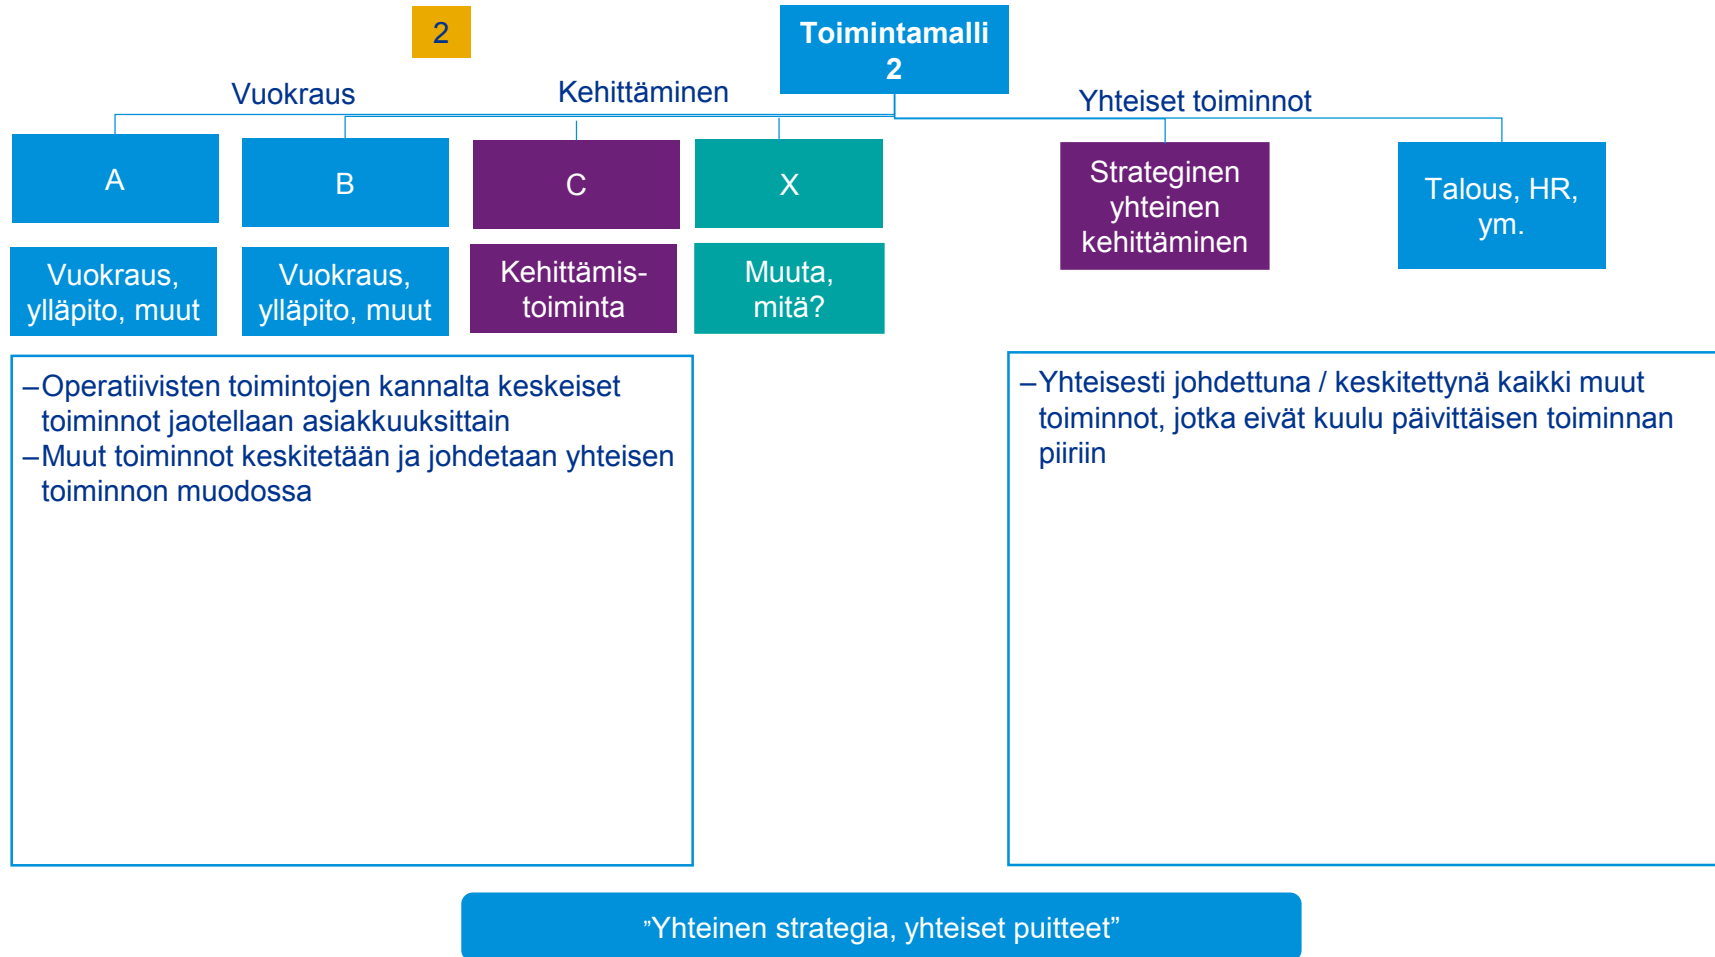 2
Toimintamalli
2
Vuokraus
Kehittäminen
Yhteiset toiminnot
A
B
C
X
Strateginen
yhteinen
kehittäminen
Talous, HR,
ym.
Vuokraus,
ylläpito, muut
Vuokraus,
ylläpito, muut
Kehittämis-
toiminta
Muuta,
mitä?
–Operatiivisten toimintojen kannalta keskeiset
toiminnot jaotellaan asiakkuuksittain
–Muut toiminnot keskitetään ja johdetaan yhteisen
toiminnon muodossa
–Yhteisesti johdettuna / keskitettynä kaikki muut
toiminnot, jotka eivät kuulu päivittäisen toiminnan
piiriin
”Yhteinen strategia, yhteiset puitteet”